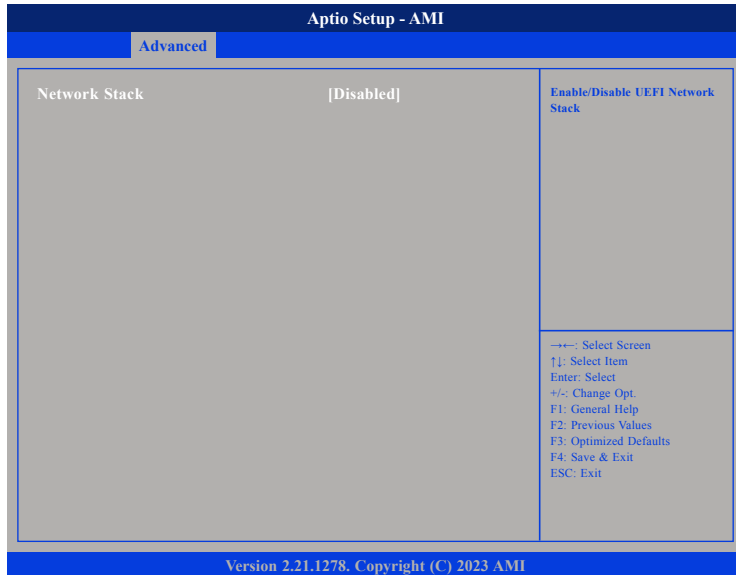 Aptio Setup - AMI
Advanced
Network Stack [Disabled]
Enable/Disable UEFI Network
Stack
→←: Select Screen
↑↓: Select Item
Enter: Select
+/-: Change Opt.
F1: General Help
F2: Previous Values
F3: Optimized Defaults
F4: Save & Exit
ESC: Exit
Version 2.21.1278. Copyright (C) 2023 AMI